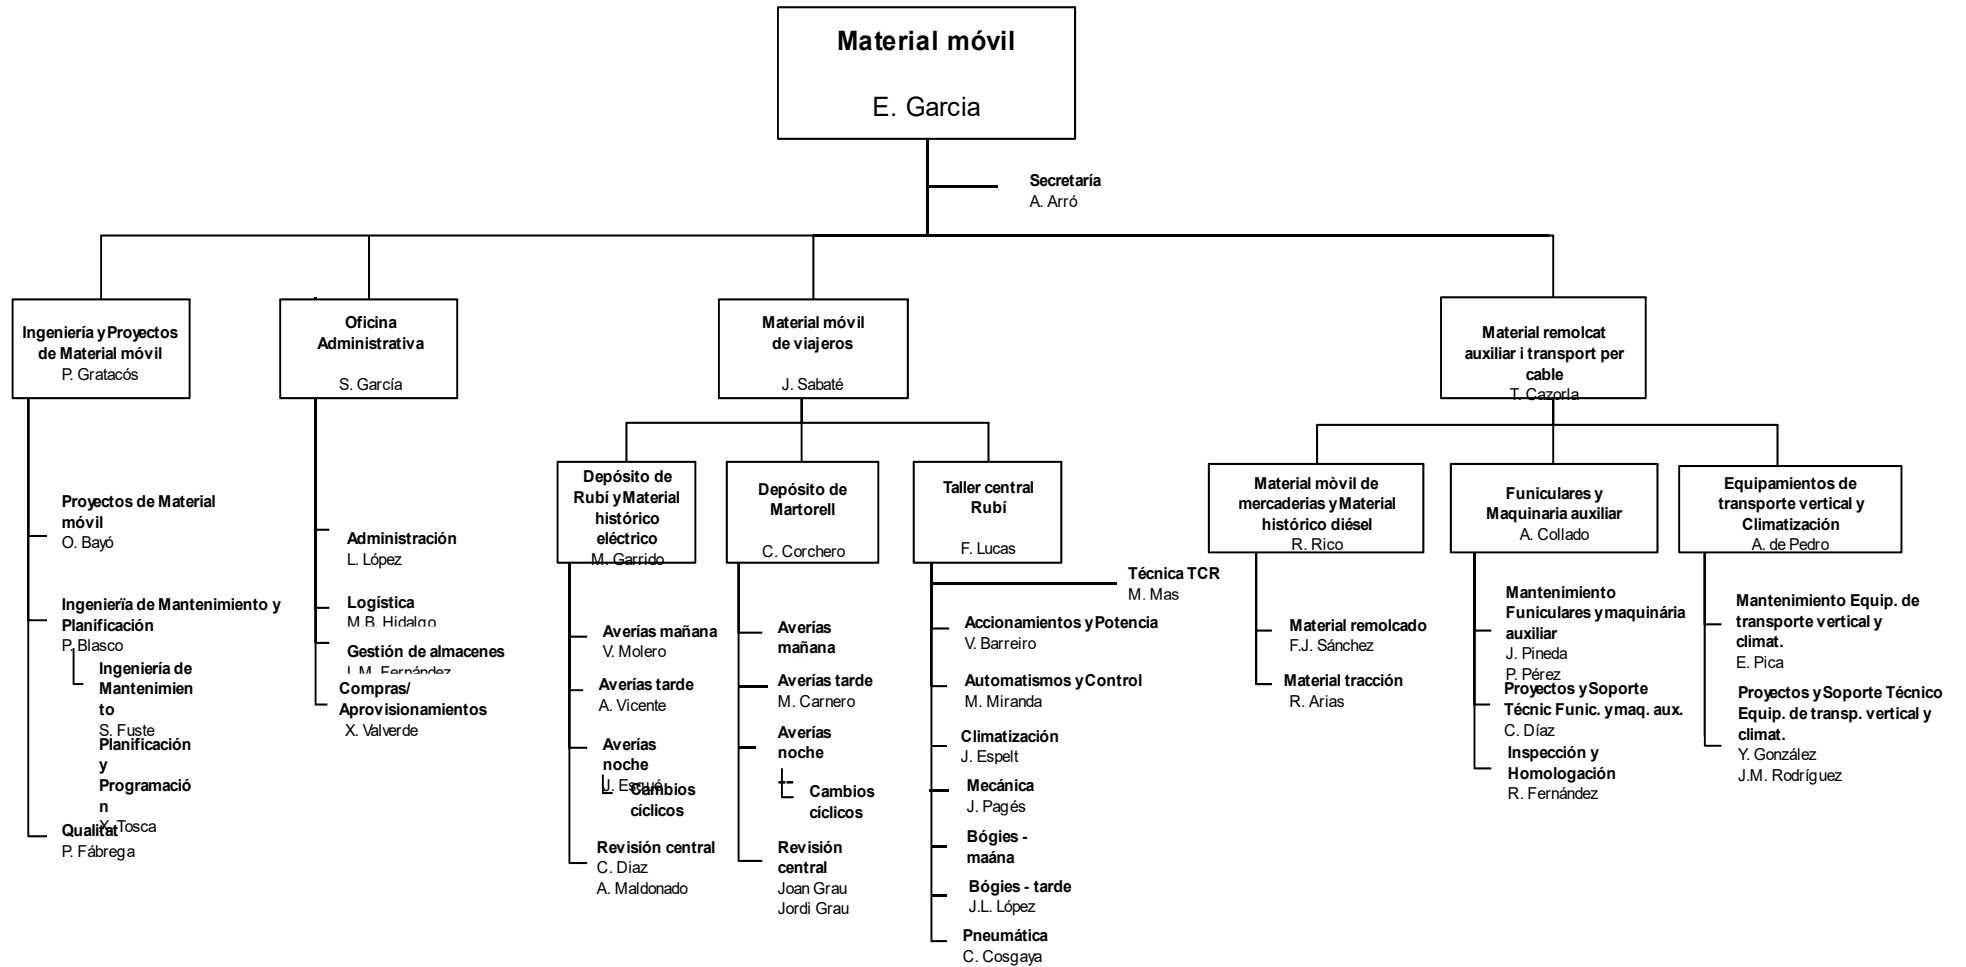 Material móvil
E. Garcia
Secretaría
A. Arró
Ingeniería y Proyectos
de Material móvil
P. Gratacós
Proyectos de Material
móvil
O. Bayó
Ingenierïa de Mantenimiento y
Planificación
P. Blasco
Ingeniería de
Mantenimien
to
S. Fuste
Planificación
y
Programació
n
X. Tosca
Qualitat
P. Fábrega
Oficina
Administrativa
S. García
Administración
L. López
Logística
M.B. Hidalgo
Gestión de almacenes
J. M. Fernández
Compras/
Aprovisionamientos
X. Valverde
Material móvil
de viajeros
J. Sabaté
Depósito de
Rubí y Material
histórico
eléctrico
M. Garrido
Averías mañana
V. Molero
Averías tarde
A. Vicente
Averías
noche
J. Esqué
Cambios
cíclicos
Revisión central
C. Diaz
A. Maldonado
Depósito de
Martorell
C. Corchero
Averías
mañana
Averías tarde
M. Carnero
Averías
noche
--
Cambios
cíclicos
Revisión
central
Joan Grau
Jordi Grau
Taller central
Rubí
F. Lucas
Técnica TCR
M. Mas
Accionamientos y Potencia
V. Barreiro
Automatismos y Control
M. Miranda
Climatización
J. Espelt
Mecánica
J. Pagés
Bógies -
maána
Bógies - tarde
J.L. López
Pneumática
C. Cosgaya
Material remolcat
auxiliar i transport per
cable
T. Cazorla
Material mòvil de
mercaderias y Material
histórico diésel
R. Rico
Material remolcado
F.J. Sánchez
Material tracción
R. Arias
Funiculares y
Maquinaria auxiliar
A. Collado
Mantenimiento
Funiculares y maquinária
auxiliar
J. Pineda
P. Pérez
Proyectos y Soporte
Técnic Funic. y maq. aux.
C. Díaz
Inspección y
Homologación
R. Fernández
Equipamientos de
transporte vertical y
Climatización
A. de Pedro
Mantenimiento Equip. de
transporte vertical y
climat.
E. Pica
Proyectos y Soporte Técnico
Equip. de transp. vertical y
climat.
Y. González
J.M. Rodríguez